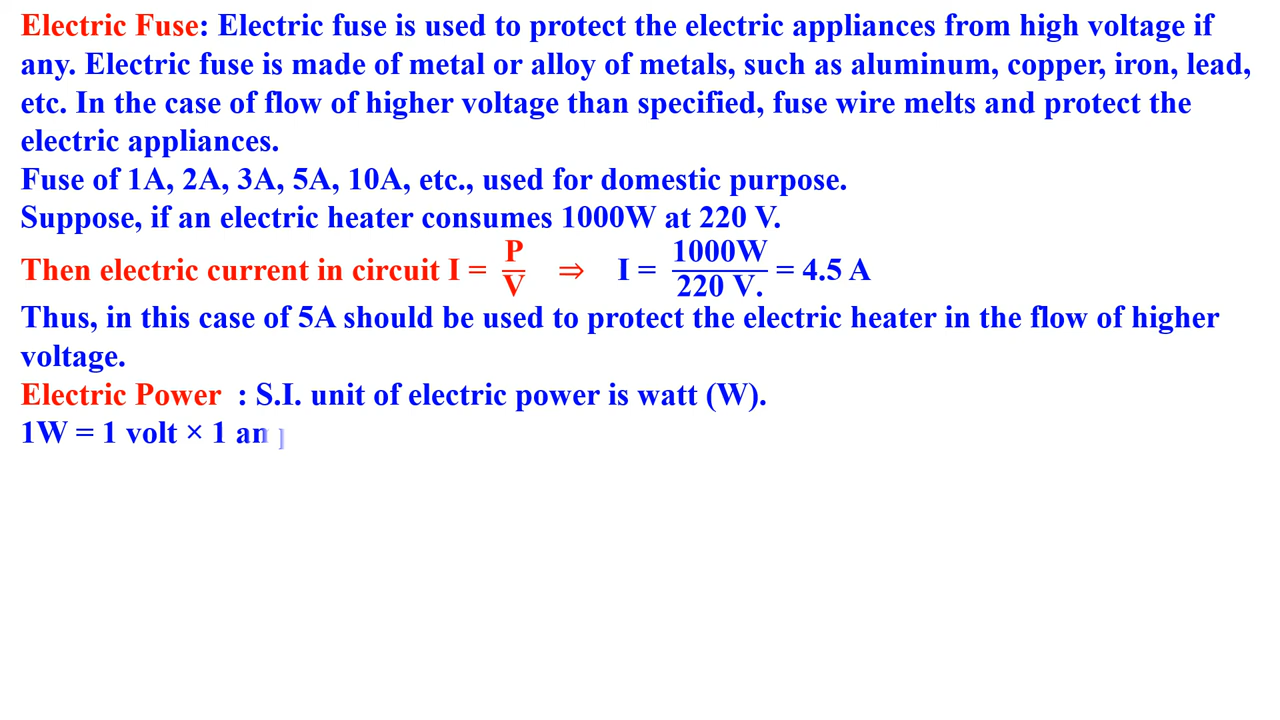 Electric Fuse: Electric fuse is used to protect the electric appliances from high voltage if
any. Electric fuse is made of metal or alloy of metals, such as aluminum, copper, iron, lead,
etc. In the case of flow of higher voltage than specified, fuse wire melts and protect the
electric appliances.
Fuse of 1A, 2A, 3A, 5A, 10A, etc., used for domestic purpose.
Suppose, if an electric heater consumes 1000W at 220 V.
Then electric current in circuit I = P/V ⇒ I = 1000W/220 V. = 4.5 A
Thus, in this case of 5A should be used to protect the electric heater in the flow of higher
voltage.
Electric Power : S.I. unit of electric power is watt (W).
1W = 1 volt × 1